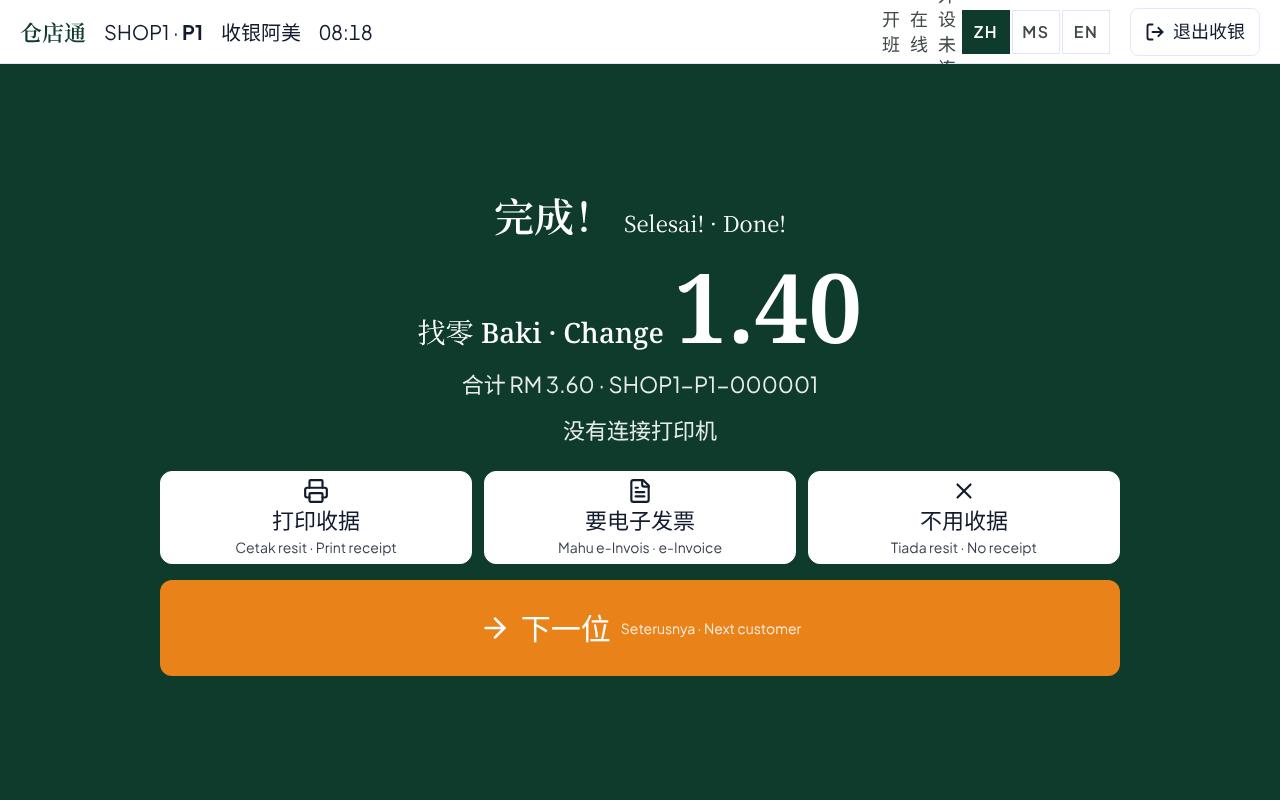 仓店通 SHOP1 · P1 收银阿美 08:18
开班 在线 外设未连 ZH MS EN 退出收银
完成! Selesai! · Done!
找零 Baki · Change 1.40
合计 RM 3.60 · SHOP1-P1-000001
没有连接打印机
打印收据
Cetak resit · Print receipt
要电子发票
Mahu e-Invois · e-Invoice
不用收据
Tiada resit · No receipt
下一位 Seterusnya · Next customer